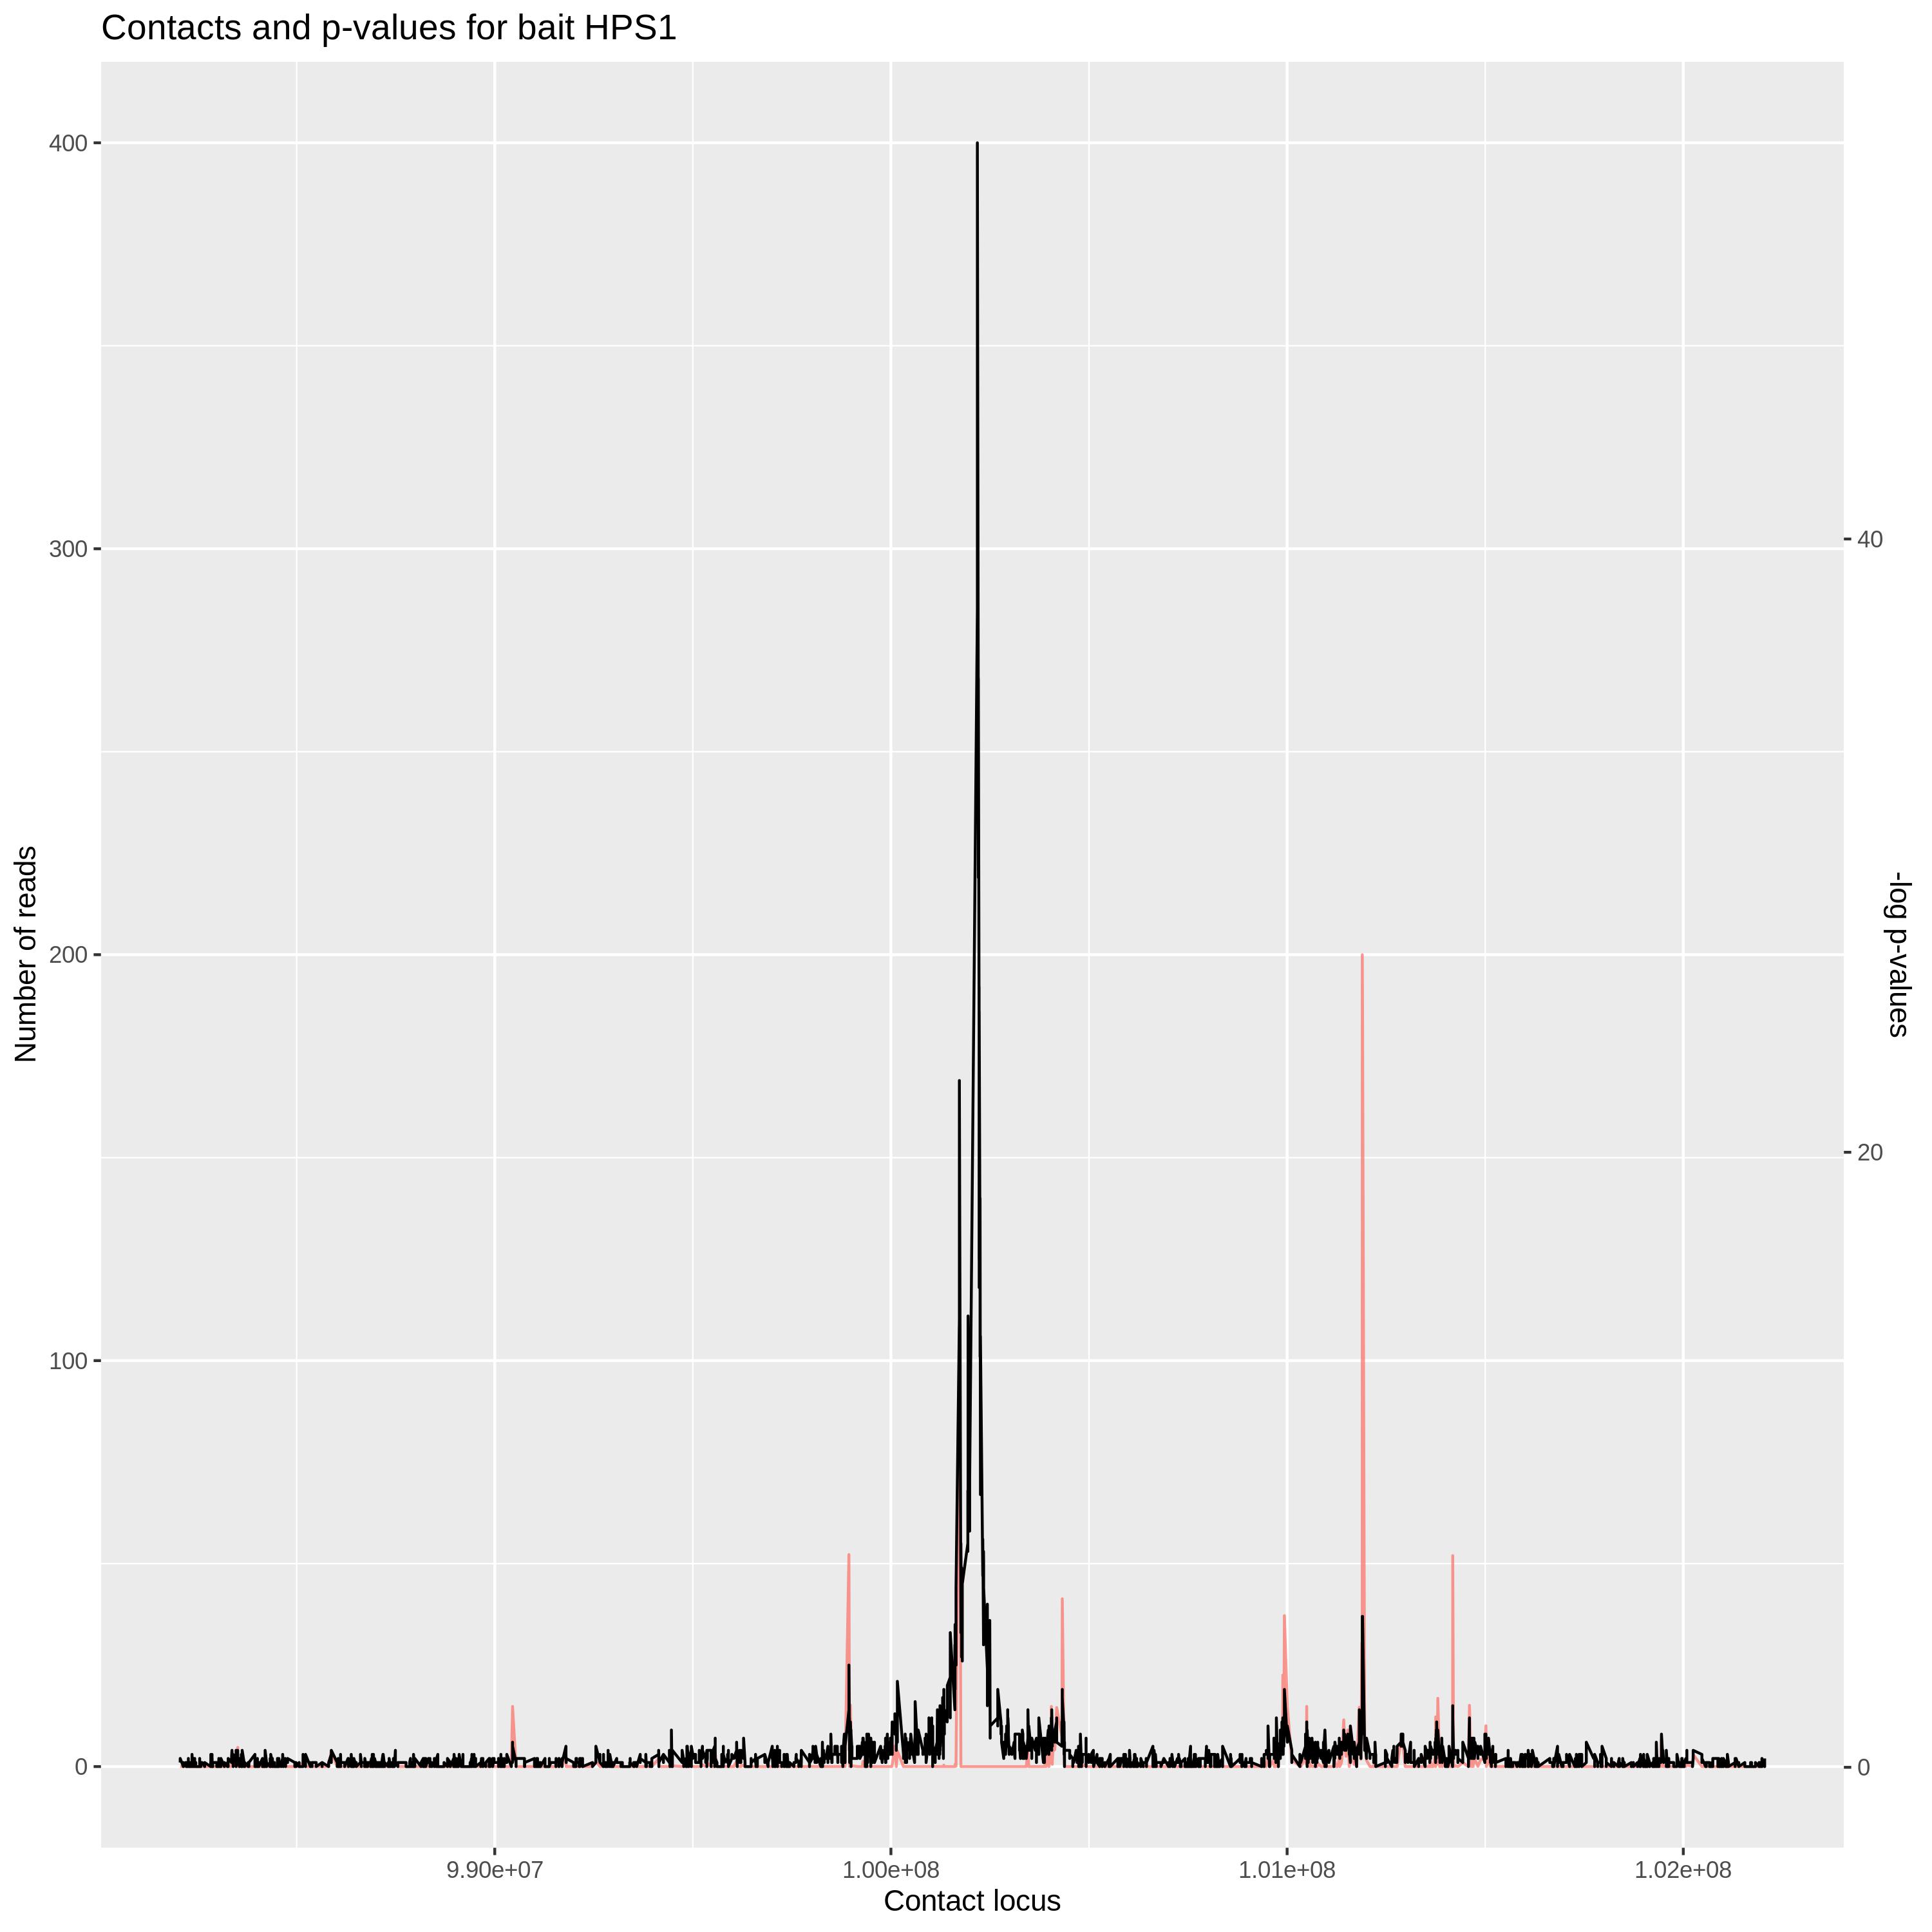 Contacts and p-values for bait HPS1
400
300
200
100
0
Number of reads
40
20
0
-log p-values
9.90e+07
1.00e+08
1.01e+08
1.02e+08
Contact locus